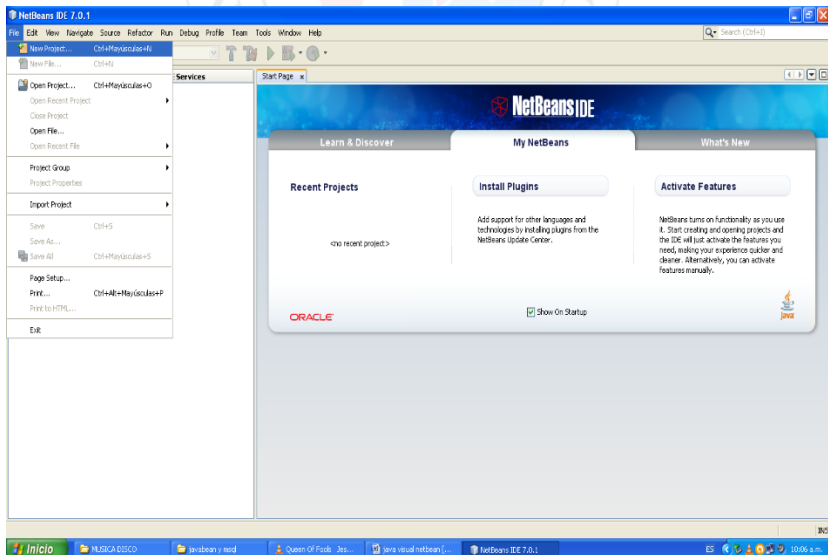 NetBeans IDE 7.0.1
File Edit View Navigate Source Refactor Run Debug Profile Team Tools Window Help
Search (Ctrl+I)
New Project... Ctrl+Mayúsculas+N
New File... Ctrl+N
Open Project... Ctrl+Mayúsculas+O
Open Recent Project
Close Project
Open File...
Open Recent File
Project Group
Project Properties
Import Project
Save Ctrl+S
Save As...
Save All Ctrl+Mayúsculas+S
Page Setup...
Print... Ctrl+Alt+Mayúsculas+P
Print to HTML...
Exit
Services
Start Page
NetBeans IDE
Learn & Discover
My NetBeans
What's New
Recent Projects
<no recent project>
Install Plugins
Add support for other languages and
technologies by installing plugins from the
NetBeans Update Center.
Activate Features
NetBeans turns on functionality as you use
it. Start creating and opening projects and
the IDE will just activate the features you
need, making your experience quicker and
cleaner. Alternatively, you can activate
features manually.
ORACLE
Show On Startup
Java
INS
Inicio
MUSICA DISCO
javabean y msql
Queen Of Fools Jes...
java visual netbean [...
NetBeans IDE 7.0.1
ES
10:06 a.m.